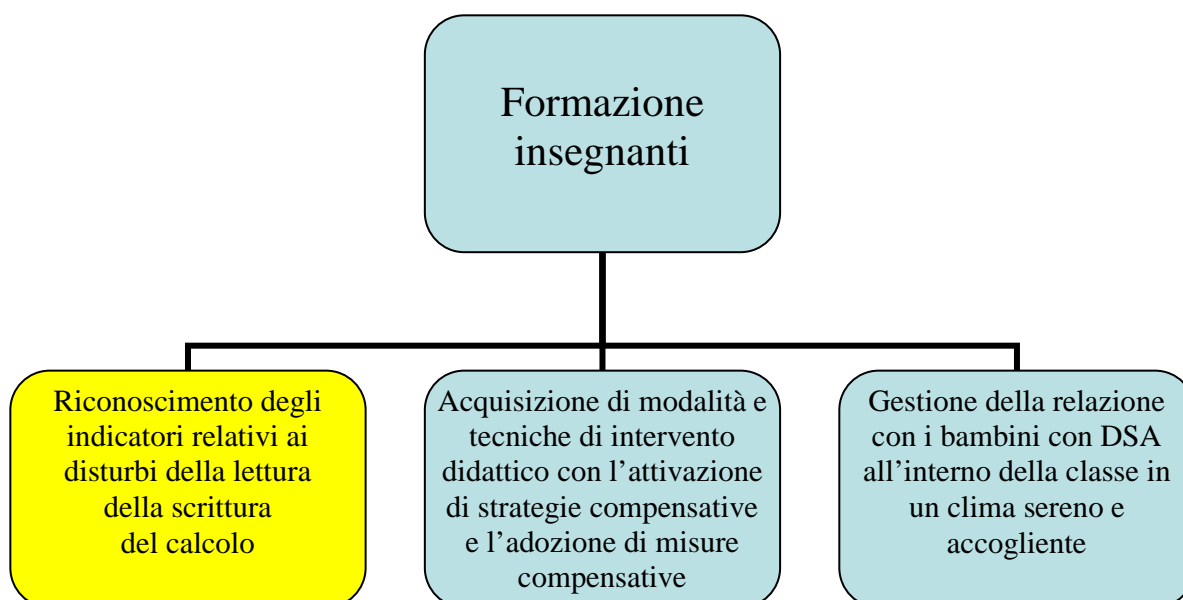 Formazione
insegnanti
Riconoscimento degli
indicatori relativi ai
disturbi della lettura
della scrittura
del calcolo
Acquisizione di modalità e
tecniche di intervento
didattico con l’attivazione
di strategie compensative
e l’adozione di misure
compensative
Gestione della relazione
con i bambini con DSA
all’interno della classe in
un clima sereno e
accogliente